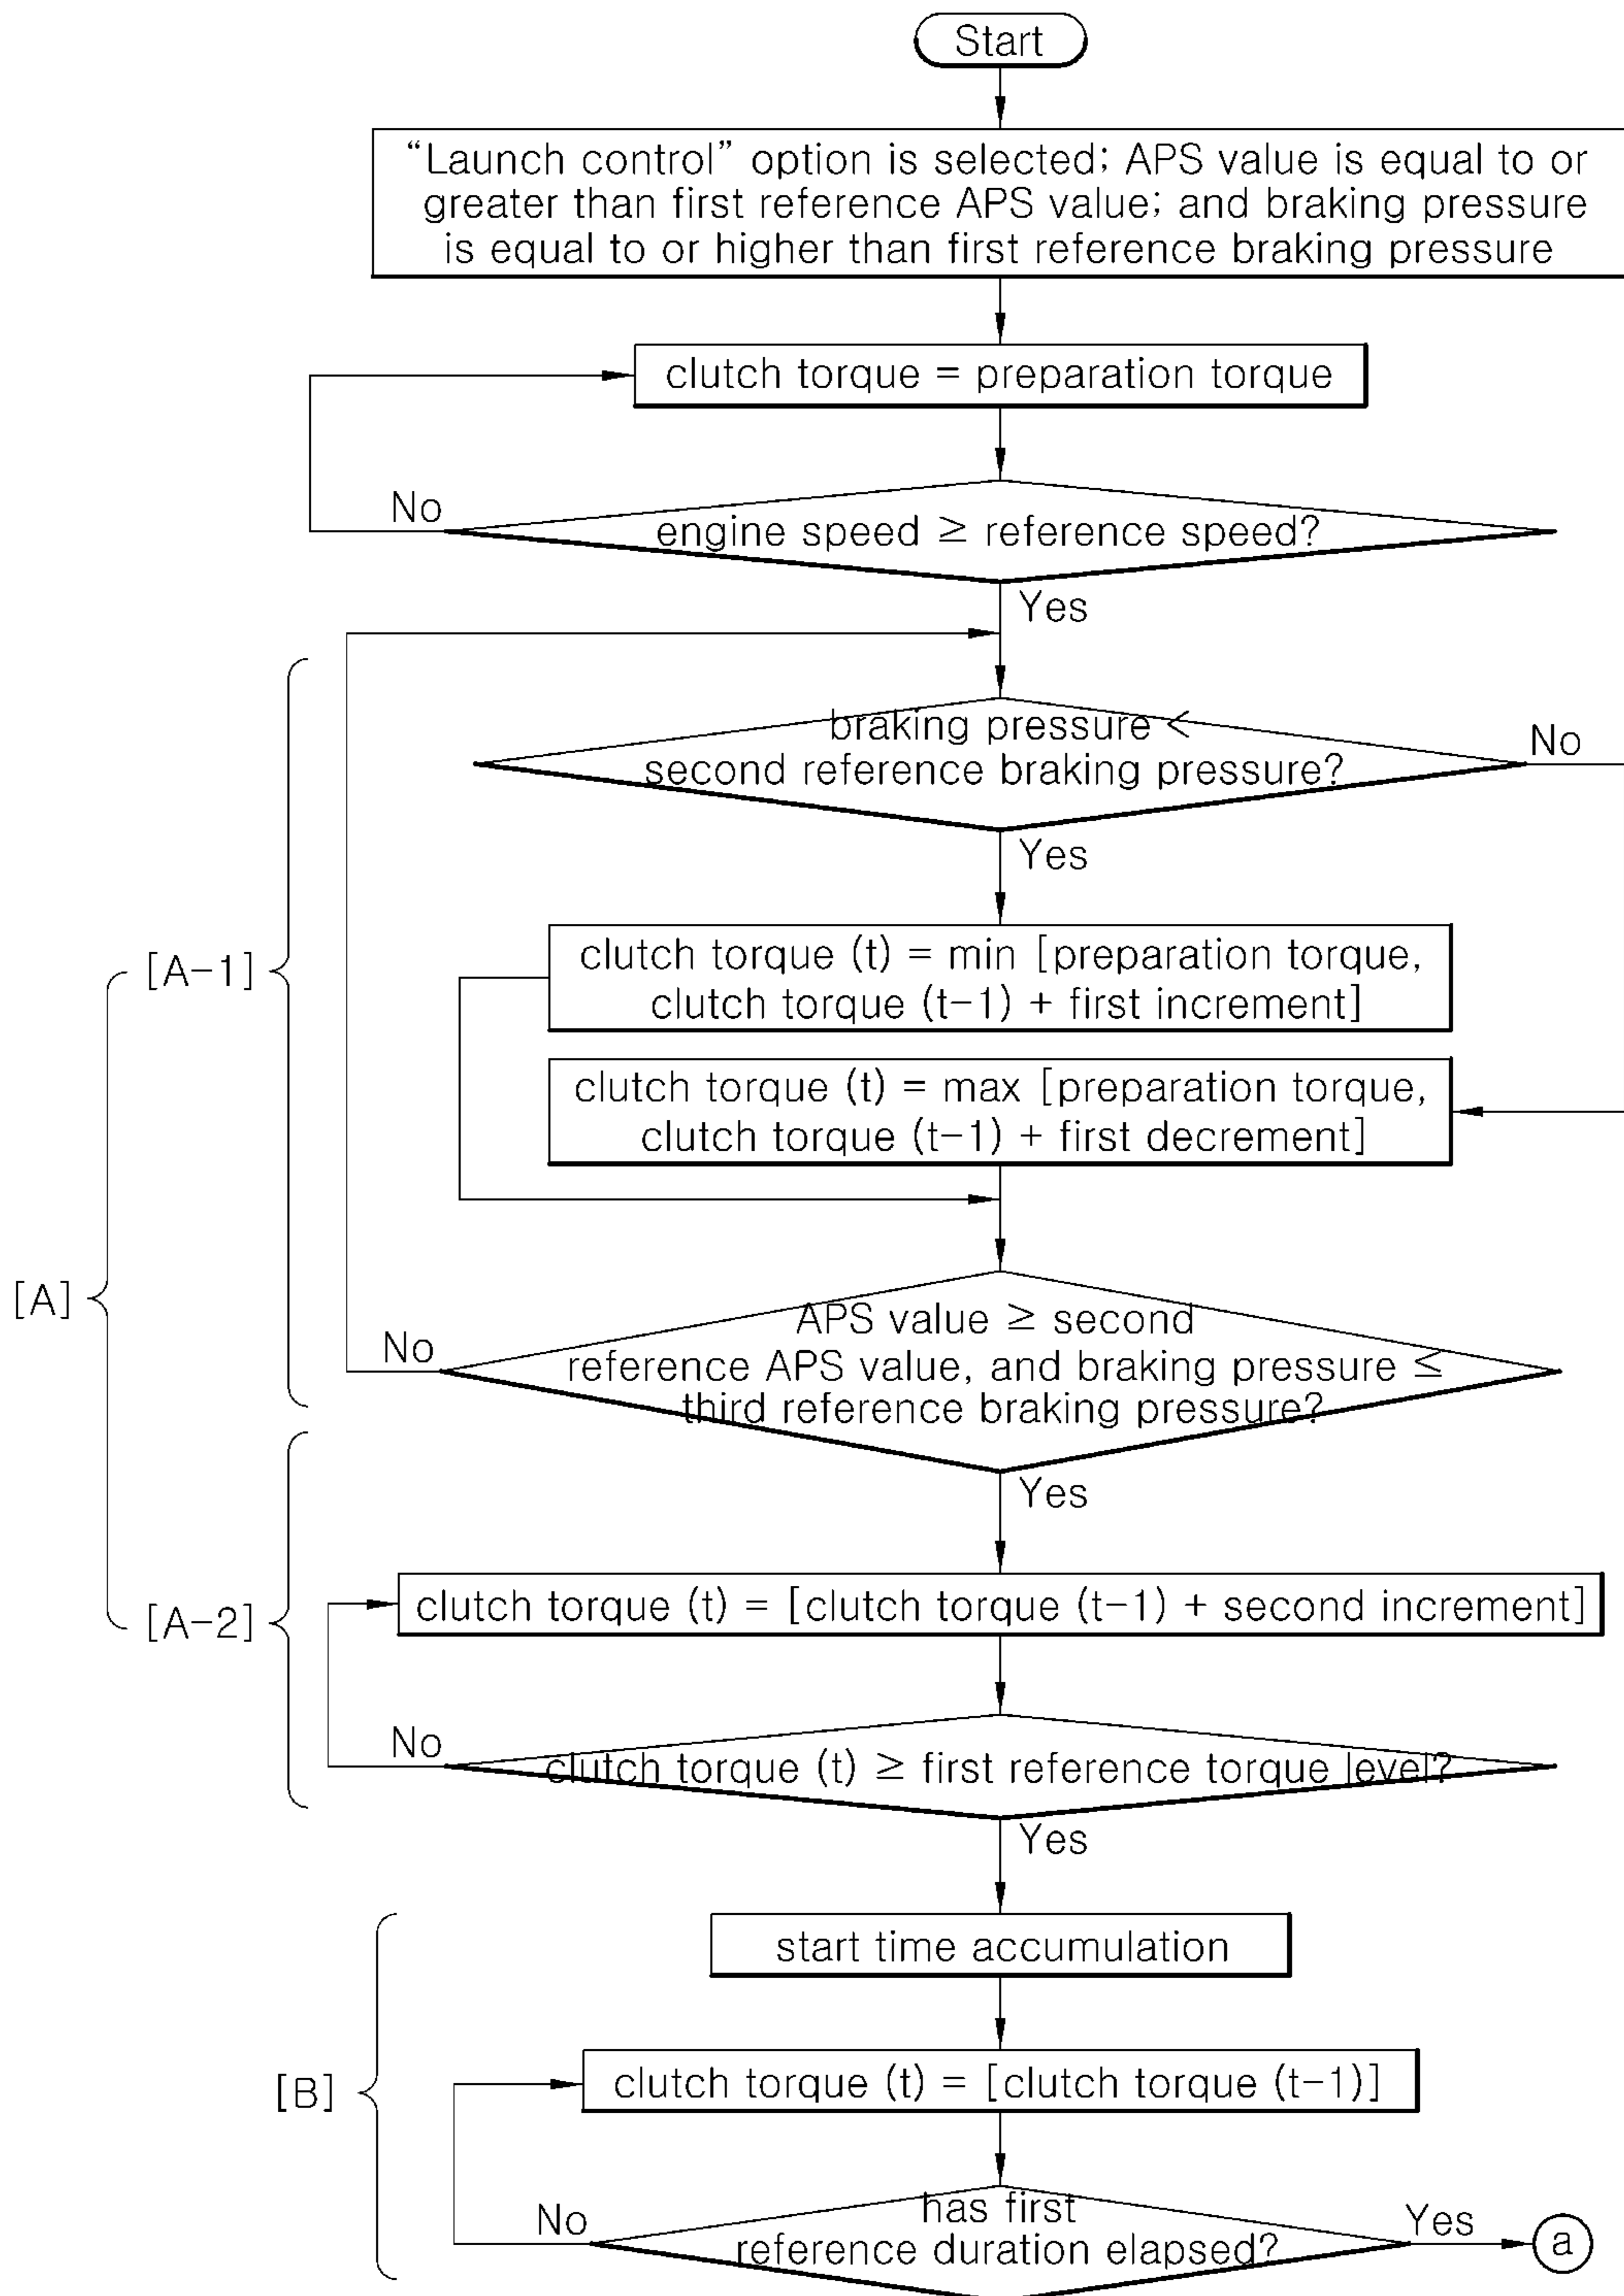 Start
“Launch control” option is selected; APS value is equal to or
greater than first reference APS value; and braking pressure
is equal to or higher than first reference braking pressure
clutch torque = preparation torque
No
engine speed ≥ reference speed?
Yes
braking pressure <
second reference braking pressure?
No
Yes
[A-1]
clutch torque (t) = min [preparation torque,
clutch torque (t-1) + first increment]
clutch torque (t) = max [preparation torque,
clutch torque (t-1) + first decrement]
[A]
No
APS value ≥ second
reference APS value, and braking pressure ≤
third reference braking pressure?
Yes
[A-2]
clutch torque (t) = [clutch torque (t-1) + second increment]
No
clutch torque (t) ≥ first reference torque level?
Yes
start time accumulation
[B]
clutch torque (t) = [clutch torque (t-1)]
No
has first
reference duration elapsed?
Yes
a